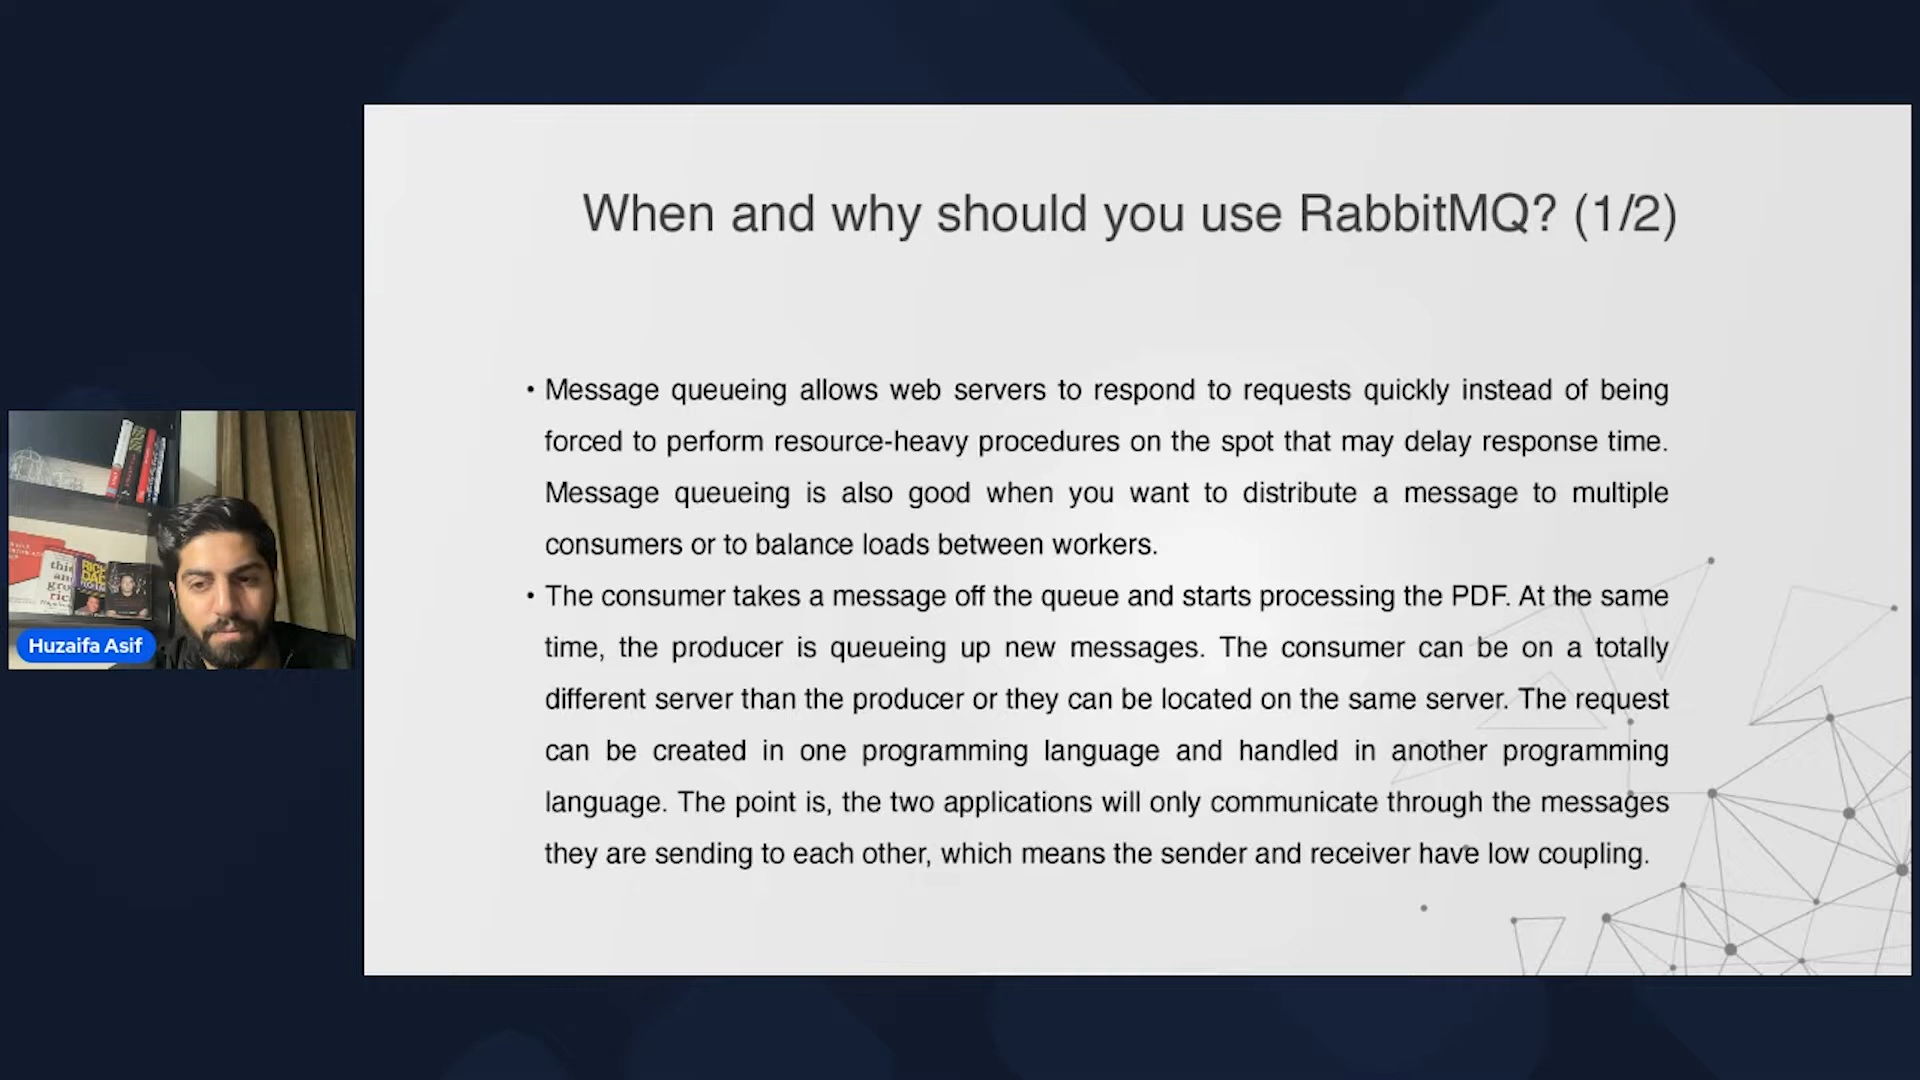 When and why should you use RabbitMQ? (1/2)
• Message queueing allows web servers to respond to requests quickly instead of being
forced to perform resource-heavy procedures on the spot that may delay response time.
Message queueing is also good when you want to distribute a message to multiple
consumers or to balance loads between workers.
• The consumer takes a message off the queue and starts processing the PDF. At the same
time, the producer is queueing up new messages. The consumer can be on a totally
different server than the producer or they can be located on the same server. The request
can be created in one programming language and handled in another programming
language. The point is, the two applications will only communicate through the messages
they are sending to each other, which means the sender and receiver have low coupling.
RICH
DAD
Huzaifa Asif